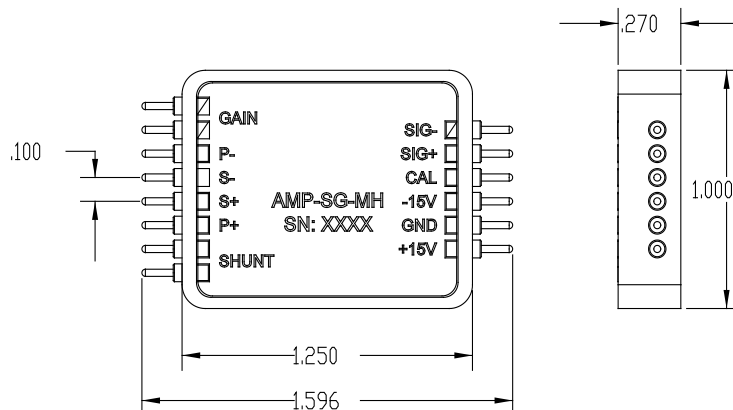 .270
GAIN
SIG-
.100
P-
SIG+
S-
CAL
1.000
S+
AMP-SG-MH
-15V
P+
SN: XXXX
GND
SHUNT
+15V
1.250
1.596